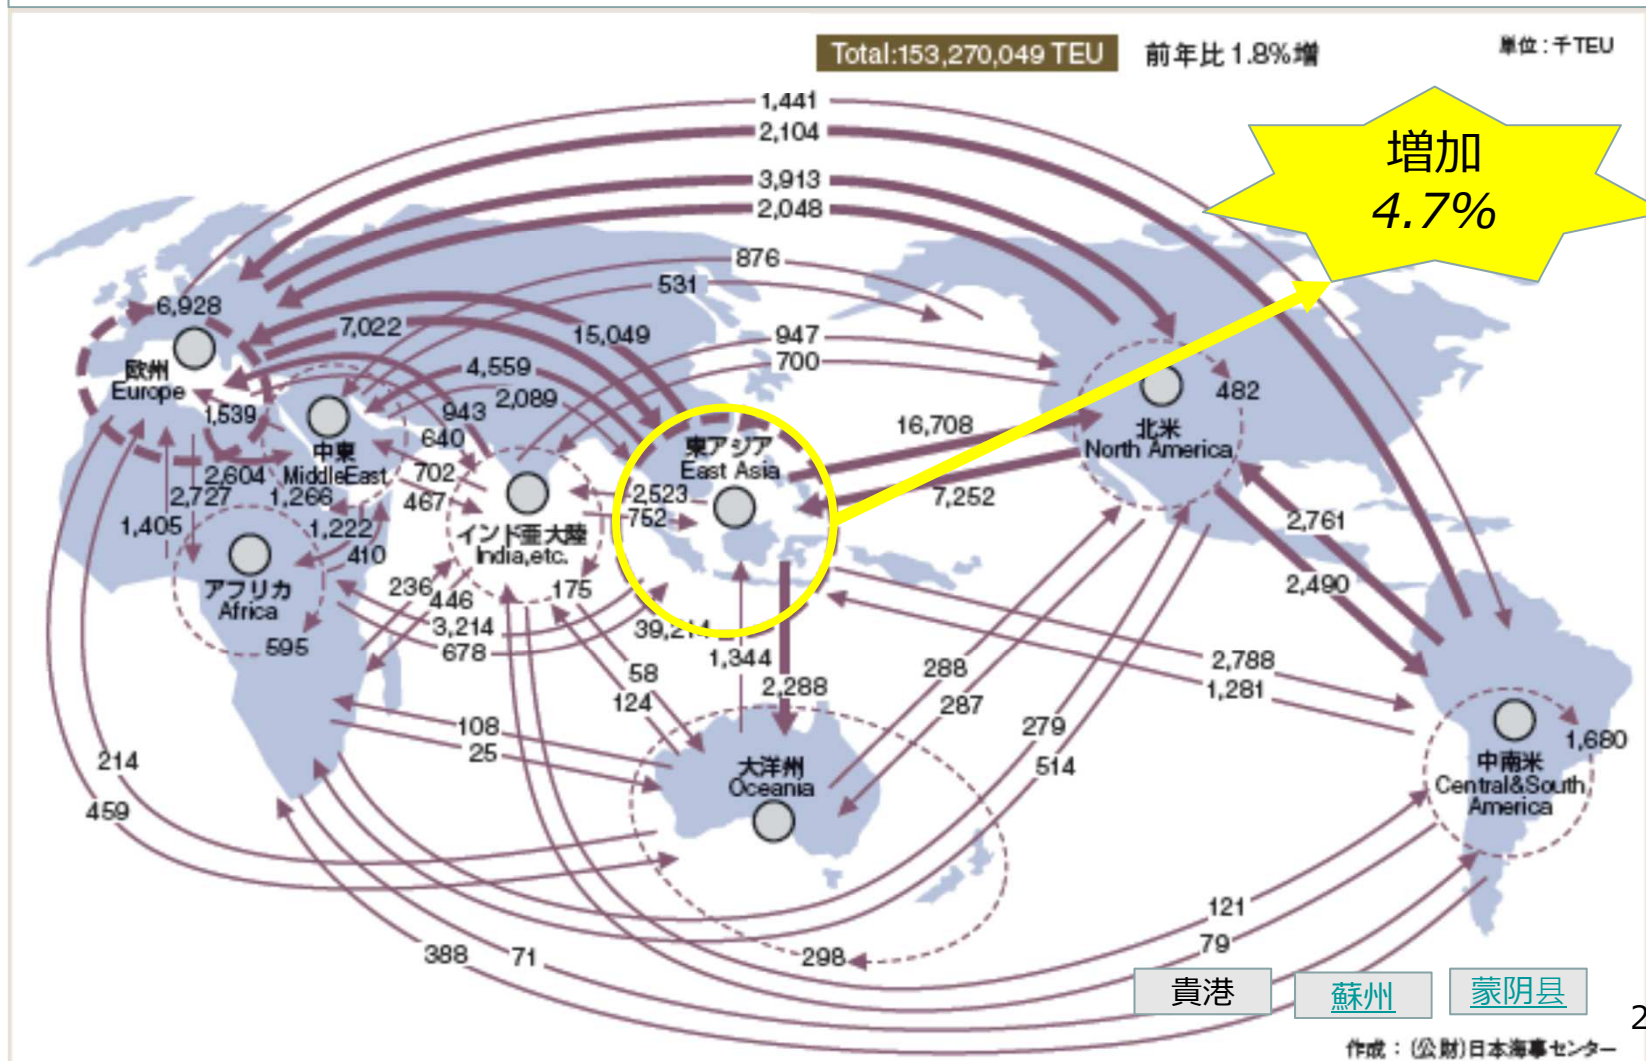 Total:153,270,049 TEU
前年比1.8%増
単位:千TEU
1,441
2,104
増加
4.7%
3,913
2,048
876
531
6,928
7,022
15,049
947
700
欧州
Europe
4,559
2,089
482
1,539
943
640
中東
MiddleEast
東アジア
East Asia
16,708
北米
North America
2,604
2,727
1,266
702
467
2,523
752
7,252
1,405
1,222
410
インド亜大陸
India,etc.
2,761
アフリカ
Africa
236
446
175
2,490
595
3,214
678
1,344
58
124
2,288
288
287
2,788
1,281
108
25
279
514
214
459
大洋州
Oceania
1,680
中南米
Central&South
America
121
79
388
71
298
貴港
蘇州
蒙阴县
2
作成:(公財)日本海事センター